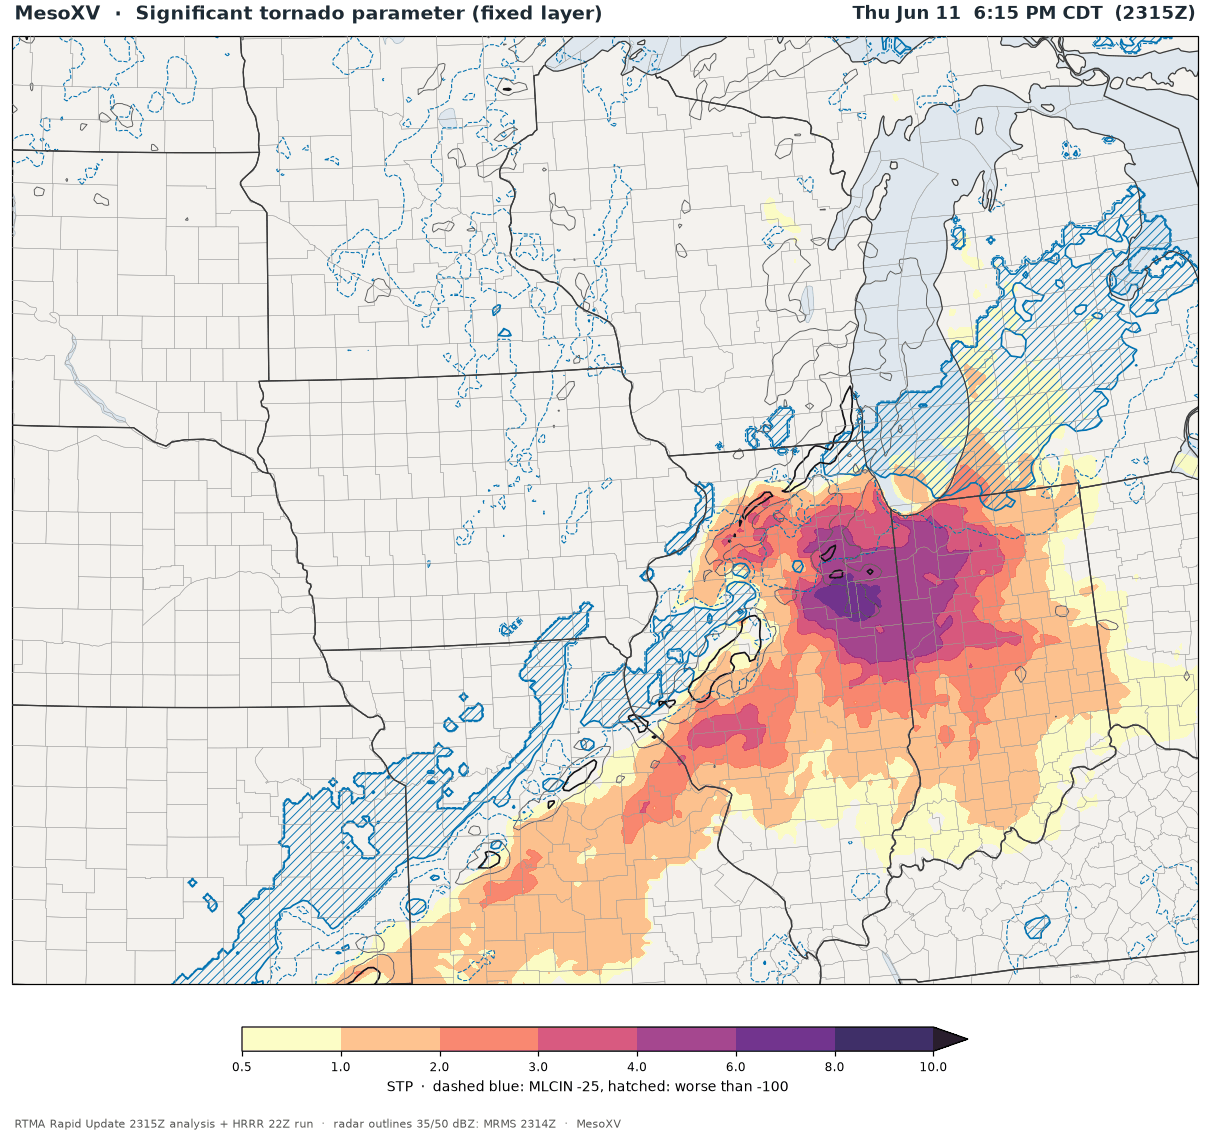 MesoXV · Significant tornado parameter (fixed layer)
Thu Jun 11 6:15 PM CDT (2315Z)
0.5 1.0 2.0 3.0 4.0 6.0 8.0 10.0
STP · dashed blue: MLCIN -25, hatched: worse than -100
RTMA Rapid Update 2315Z analysis + HRRR 22Z run · radar outlines 35/50 dBZ: MRMS 2314Z · MesoXV